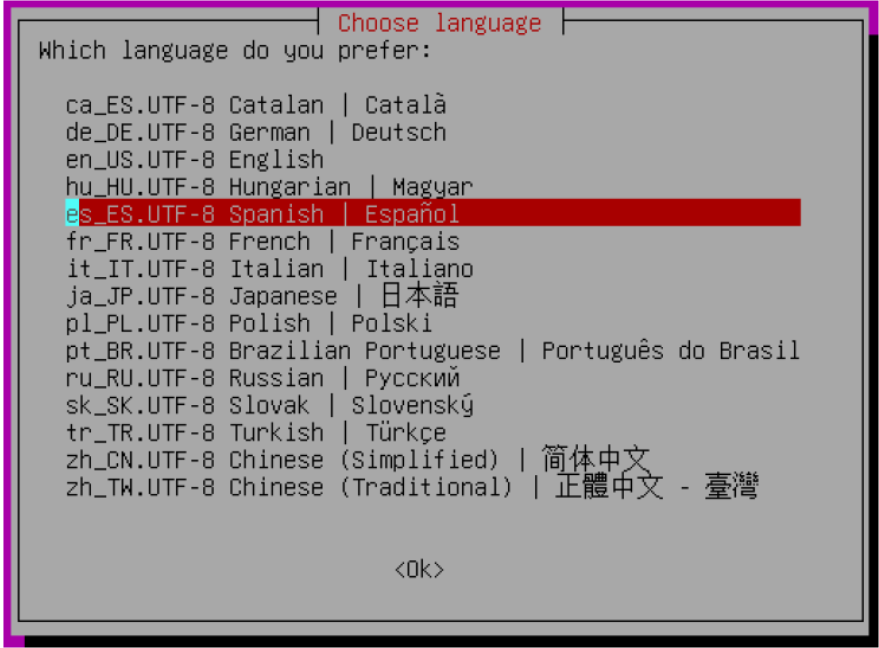 Choose language
Which language do you prefer:
ca_ES.UTF-8 Catalan | Català
de_DE.UTF-8 German | Deutsch
en_US.UTF-8 English
hu_HU.UTF-8 Hungarian | Magyar
es_ES.UTF-8 Spanish | Español
fr_FR.UTF-8 French | Français
it_IT.UTF-8 Italian | Italiano
ja_JP.UTF-8 Japanese | 日本語
pl_PL.UTF-8 Polish | Polski
pt_BR.UTF-8 Brazilian Portuguese | Português do Brasil
ru_RU.UTF-8 Russian | Русский
sk_SK.UTF-8 Slovak | Slovenský
tr_TR.UTF-8 Turkish | Türkçe
zh_CN.UTF-8 Chinese (Simplified) | 简体中文
zh_TW.UTF-8 Chinese (Traditional) | 正體中文 - 臺灣
<Ok>